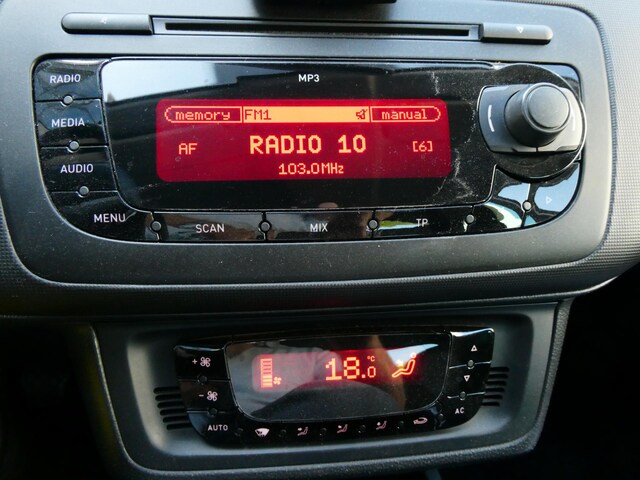 MP3
RADIO
MEDIA
AUDIO
MENU
memory FM1 manual
AF RADIO 10 [6]
103.0MHz
SCAN MIX TP
18.0 °C
AUTO
AC